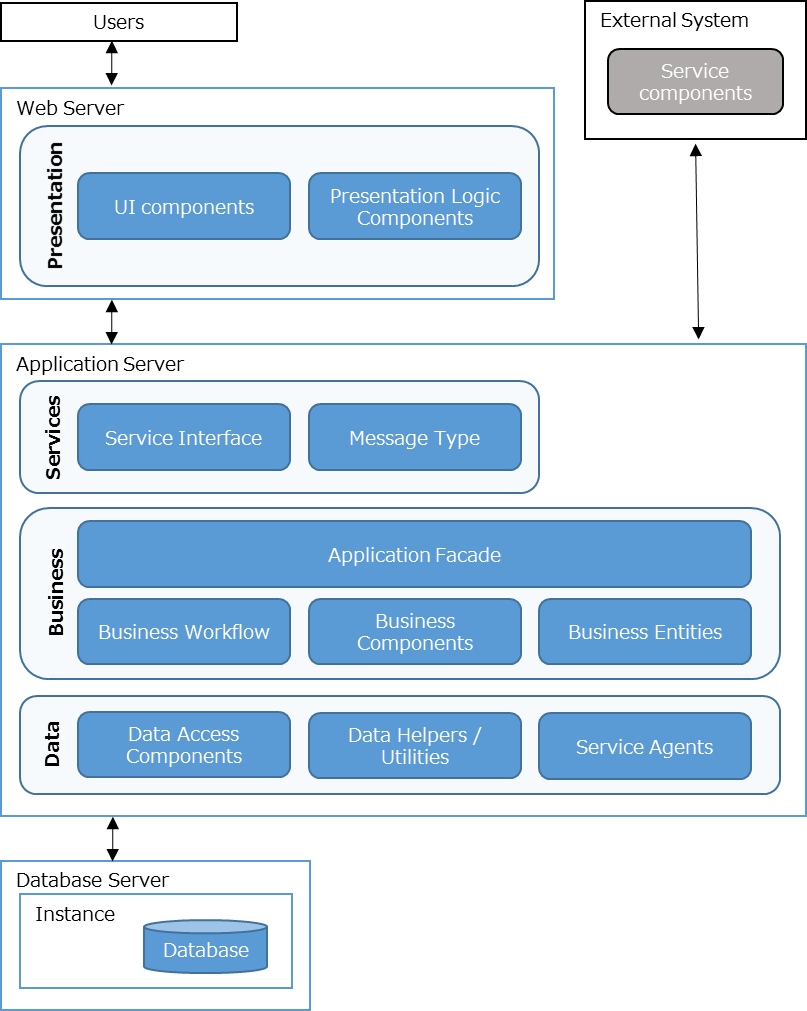 Users
External System
Service
components
Web Server
Presentation
UI components
Presentation Logic
Components
Application Server
Services
Service Interface
Message Type
Business
Application Facade
Business Workflow
Business
Components
Business Entities
Data
Data Access
Components
Data Helpers /
Utilities
Service Agents
Database Server
Instance
Database